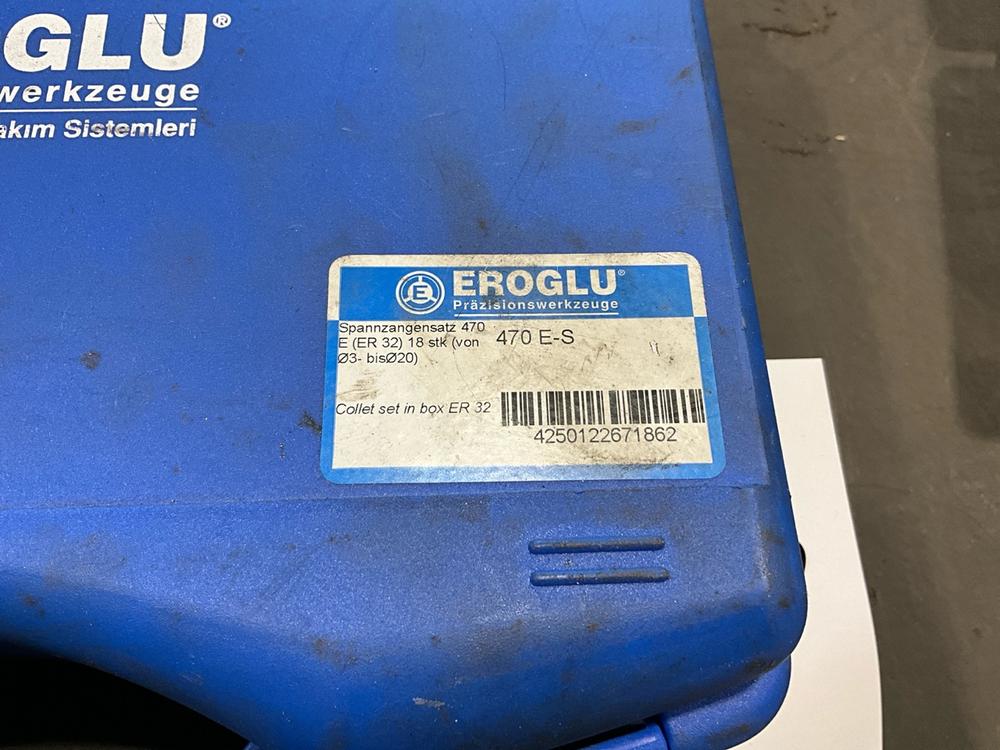 GLU®
werkzeuge
akım Sistemleri
E EROGLU®
Präzisionswerkzeuge
Spannzangensatz 470
E (ER 32) 18 stk (von
Ø3- bisØ20)
470 E-S
Collet set in box ER 32
4250122671862